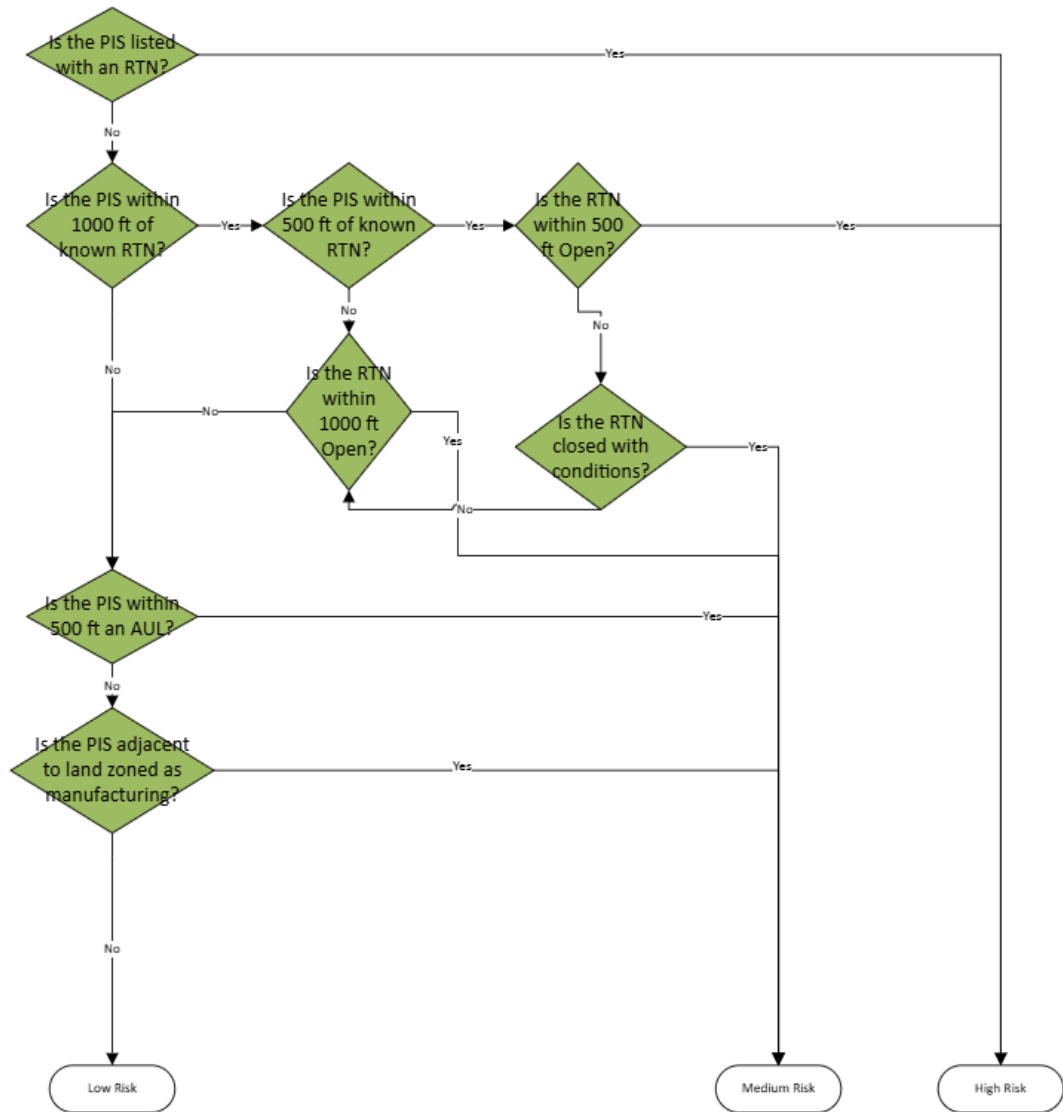 Is the PIS listed
with an RTN?
Yes
No
Is the PIS within
1000 ft of
known RTN?
Yes
Is the PIS within
500 ft of known
RTN?
Yes
Is the RTN
within 500
ft Open?
Yes
No
No
No
Is the RTN
within
1000 ft
Open?
No
Yes
Is the RTN
closed with
conditions?
Yes
No
Is the PIS within
500 ft an AUL?
Yes
No
Is the PIS adjacent
to land zoned as
manufacturing?
Yes
No
Low Risk
Medium Risk
High Risk